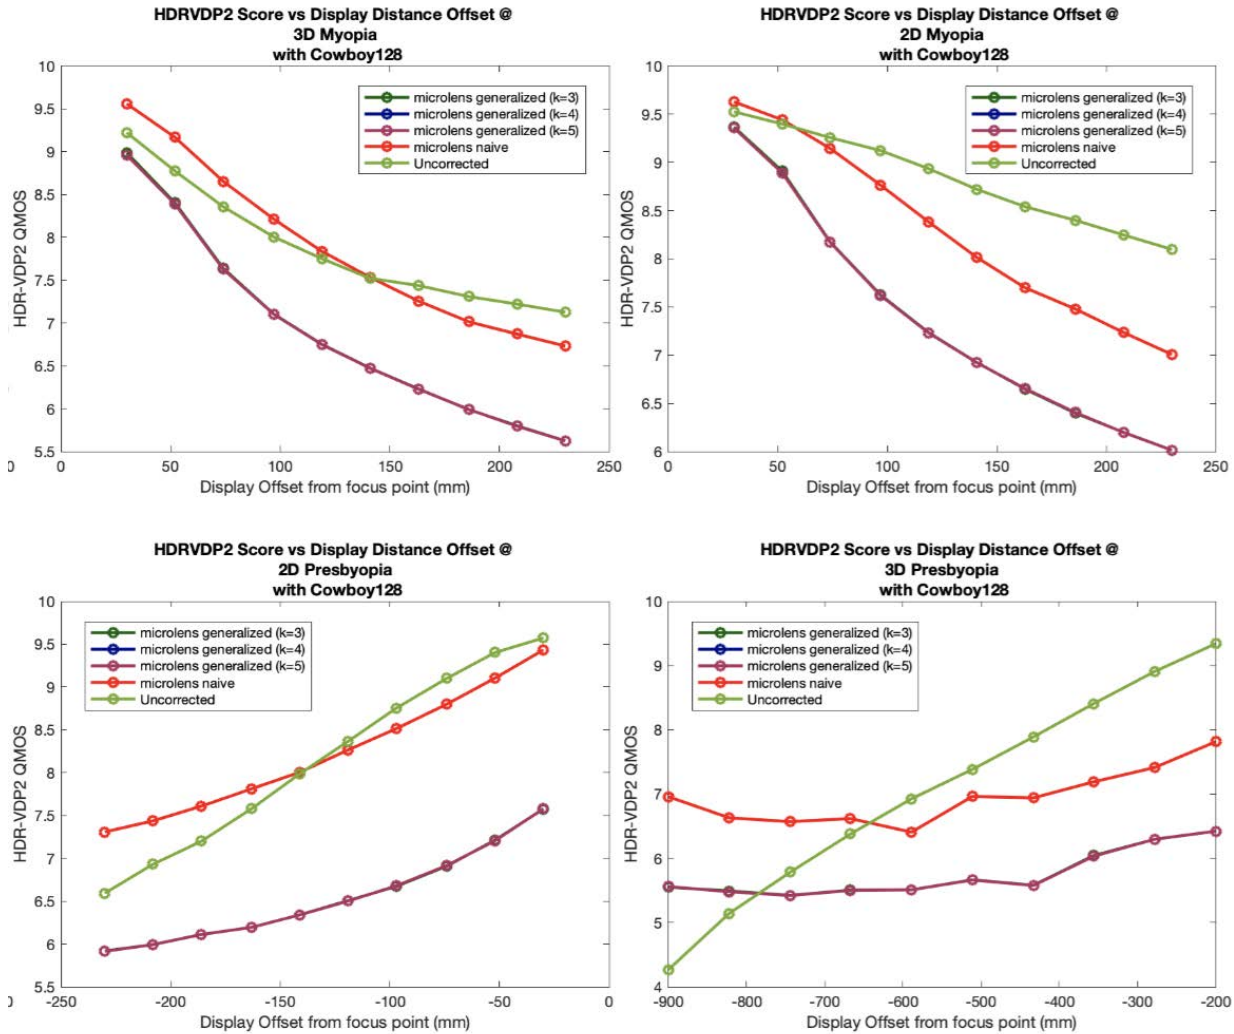 HDRVDP2 Score vs Display Distance Offset @
3D Myopia
with Cowboy128
10
9.5
9
8.5
8
7.5
7
6.5
6
5.5
HDR-VDP2 QMOS
microlens generalized (k=3)
microlens generalized (k=4)
microlens generalized (k=5)
microlens naive
Uncorrected
0
0
50
100
150
200
250
Display Offset from focus point (mm)
HDRVDP2 Score vs Display Distance Offset @
2D Myopia
with Cowboy128
10
9.5
9
8.5
8
7.5
7
6.5
6
HDR-VDP2 QMOS
microlens generalized (k=3)
microlens generalized (k=4)
microlens generalized (k=5)
microlens naive
Uncorrected
0
50
100
150
200
250
Display Offset from focus point (mm)
HDRVDP2 Score vs Display Distance Offset @
2D Presbyopia
with Cowboy128
10
9.5
9
8.5
8
7.5
7
6.5
6
5.5
HDR-VDP2 QMOS
microlens generalized (k=3)
microlens generalized (k=4)
microlens generalized (k=5)
microlens naive
Uncorrected
0
-250
-200
-150
-100
-50
0
Display Offset from focus point (mm)
HDRVDP2 Score vs Display Distance Offset @
3D Presbyopia
with Cowboy128
10
9
8
7
6
5
4
HDR-VDP2 QMOS
microlens generalized (k=3)
microlens generalized (k=4)
microlens generalized (k=5)
microlens naive
Uncorrected
-900
-800
-700
-600
-500
-400
-300
-200
Display Offset from focus point (mm)